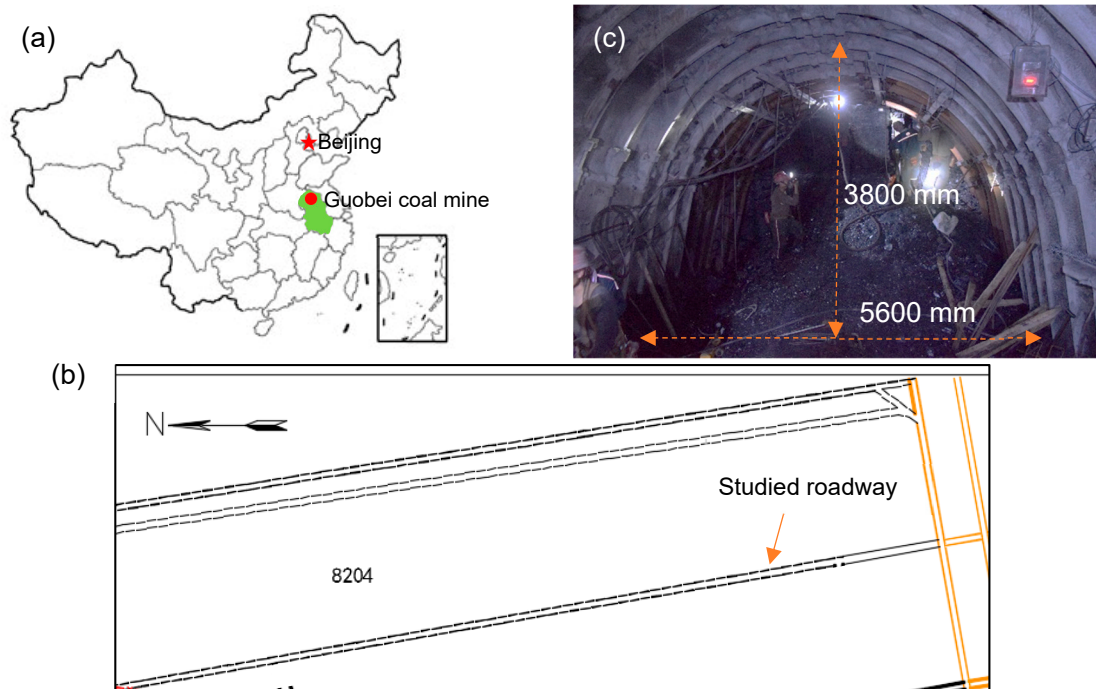 (a)
Beijing
Guobei coal mine
(c)
3800 mm
5600 mm
(b)
N
Studied roadway
8204